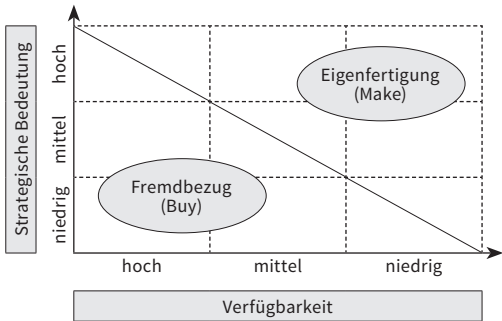 Strategische Bedeutung
hoch
mittel
niedrig
Eigenfertigung
(Make)
Fremdbezug
(Buy)
hoch
mittel
niedrig
Verfügbarkeit